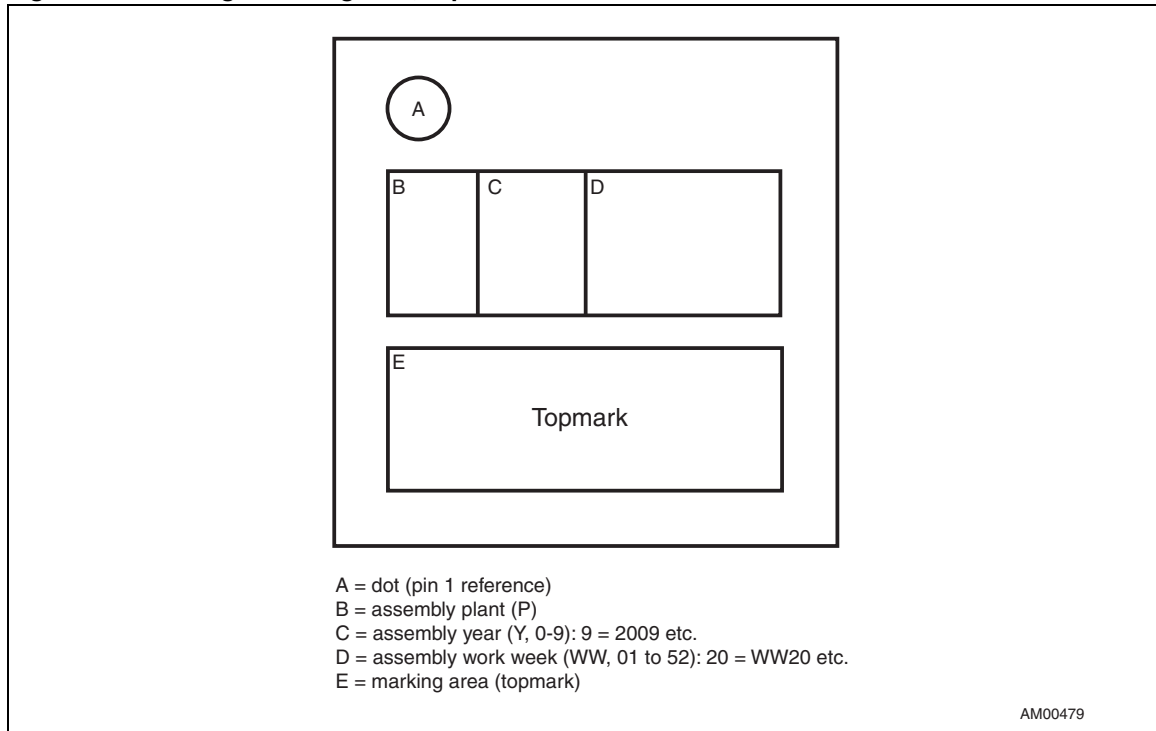 A
B C D
E
Topmark
A = dot (pin 1 reference)
B = assembly plant (P)
C = assembly year (Y, 0-9): 9 = 2009 etc.
D = assembly work week (WW, 01 to 52): 20 = WW20 etc.
E = marking area (topmark)
AM00479